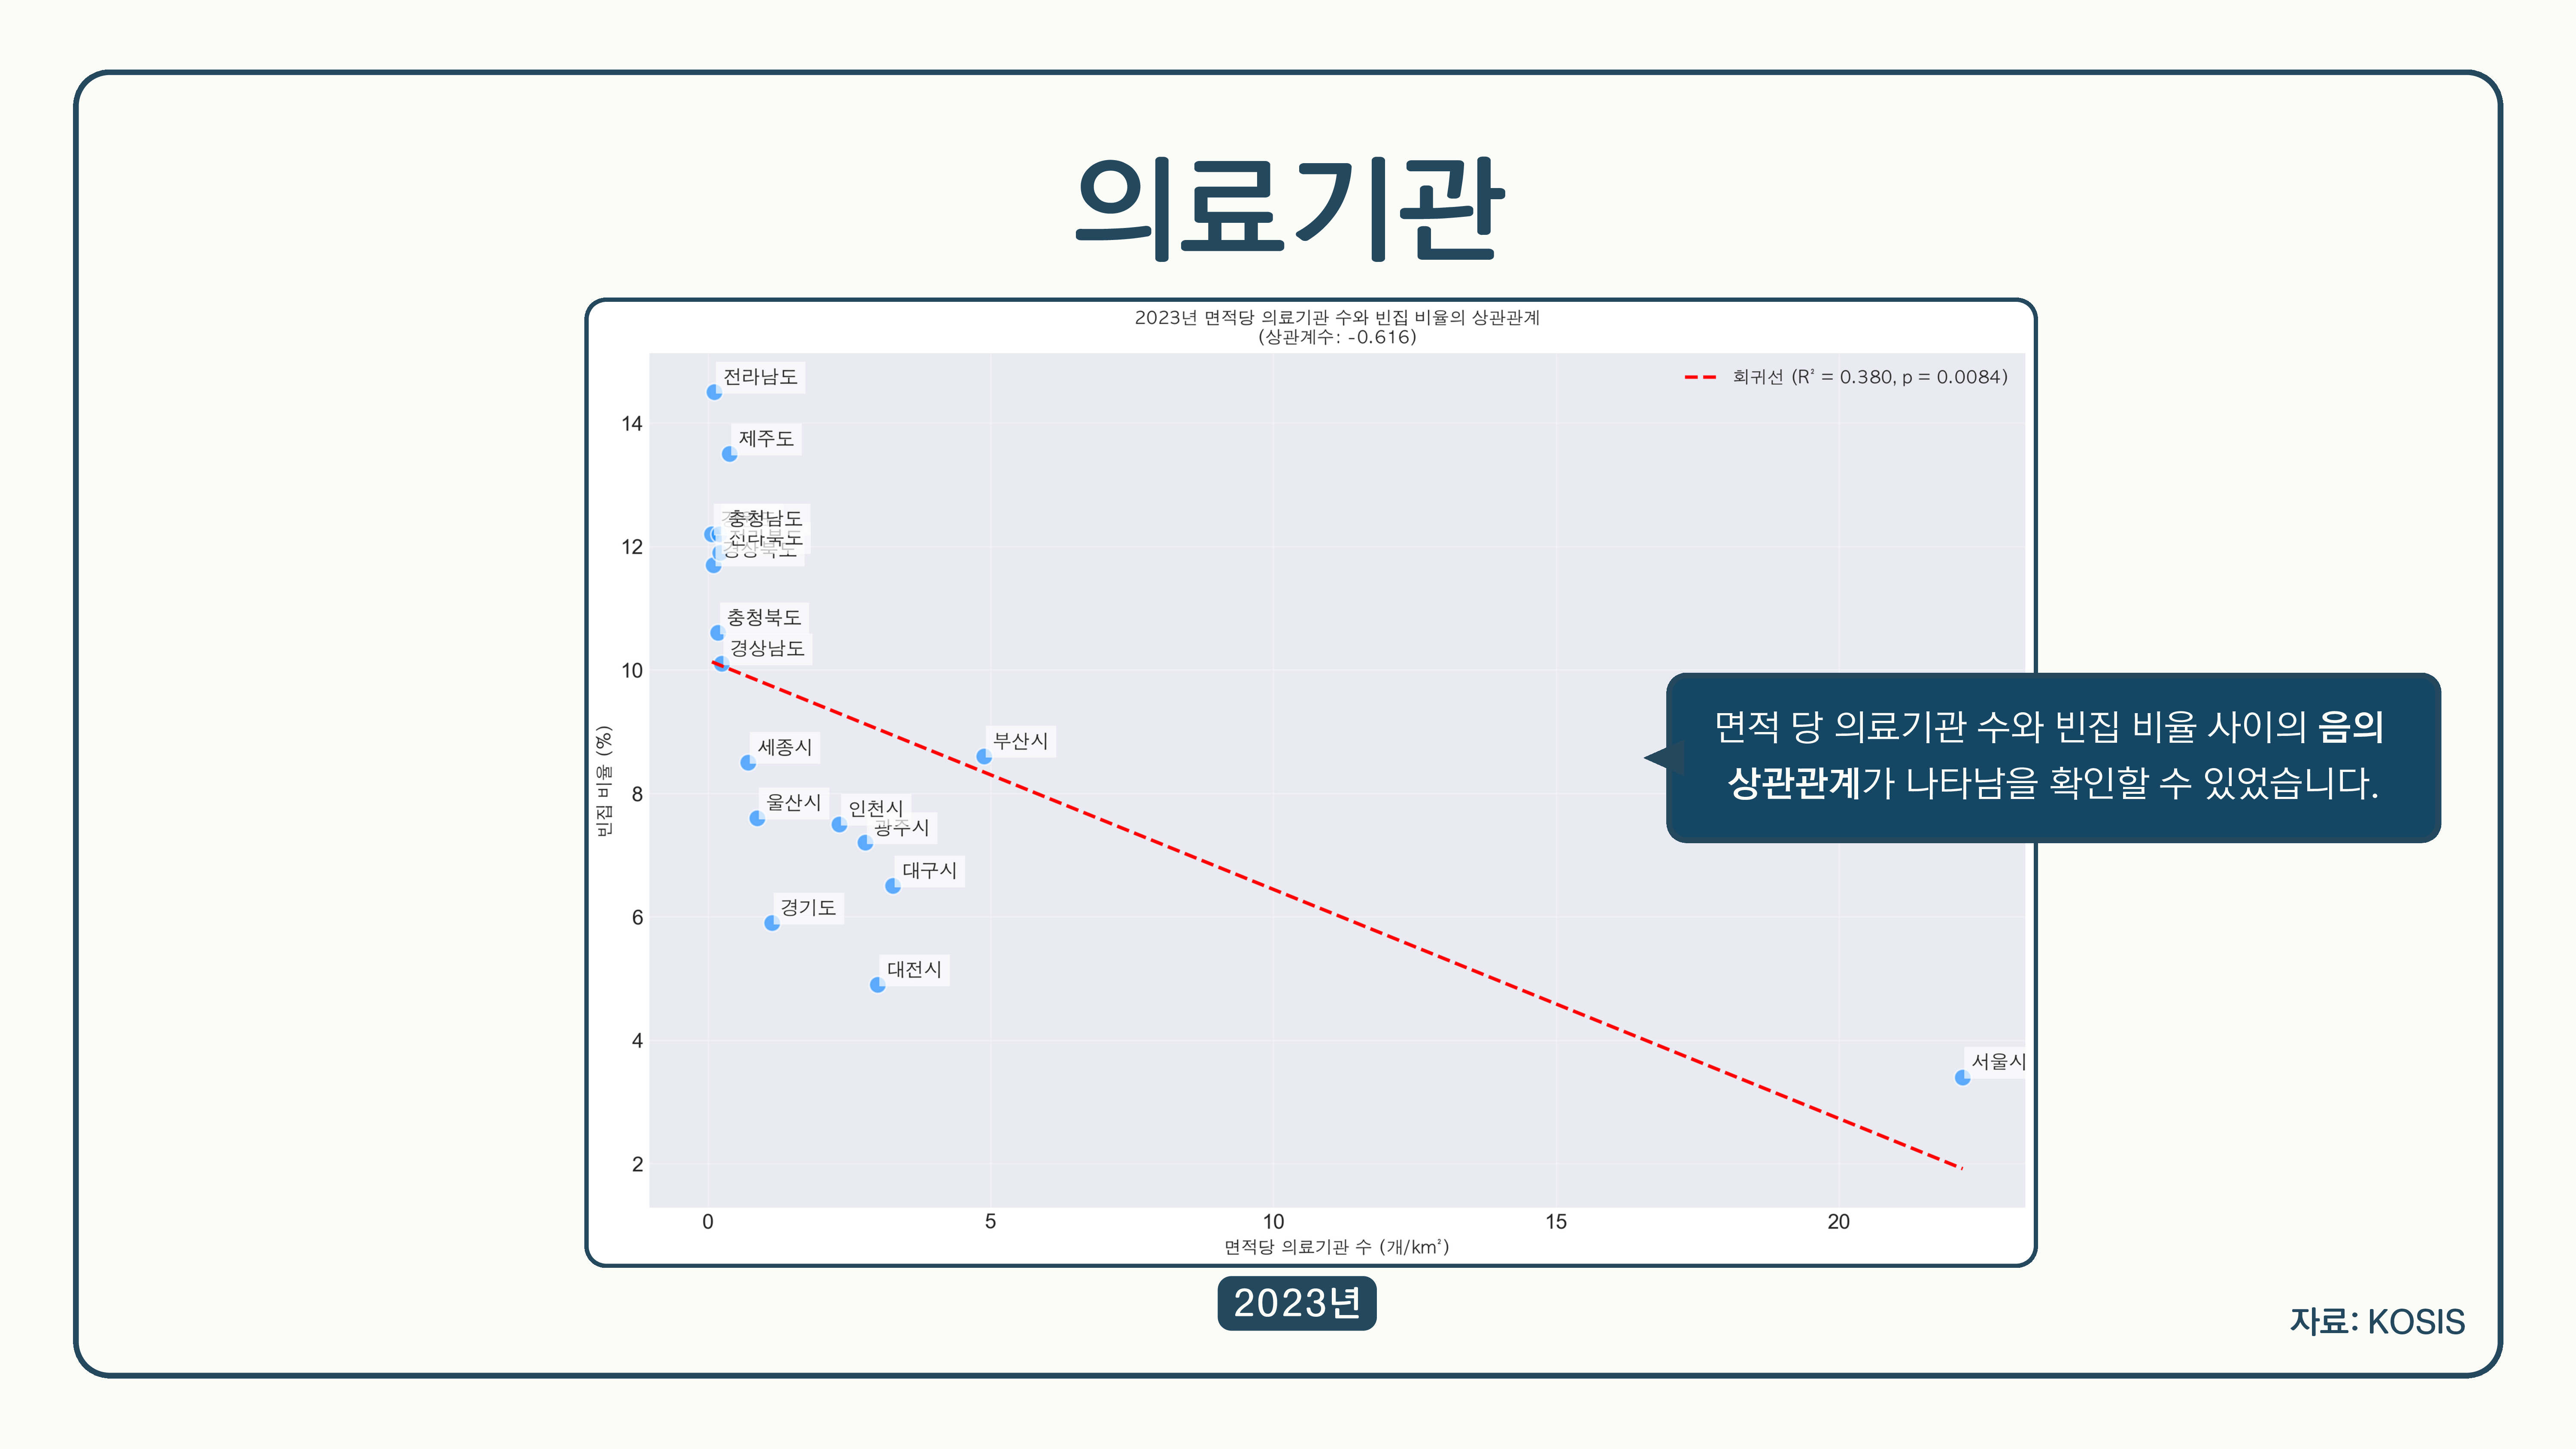 의료기관
2023년 면적당 의료기관 수와 빈집 비율의 상관관계
(상관계수: -0.616)
회귀선 (R² = 0.380, p = 0.0084)
전라남도
제주도
충청남도
전라북도
경상북도
충청북도
경상남도
세종시
부산시
울산시
인천시
광주시
대구시
경기도
대전시
서울시
빈집 비율 (%)
14
12
10
8
6
4
2
0 5 10 15 20
면적당 의료기관 수 (개/km²)
면적 당 의료기관 수와 빈집 비율 사이의 음의
상관관계가 나타남을 확인할 수 있었습니다.
2023년
자료: KOSIS